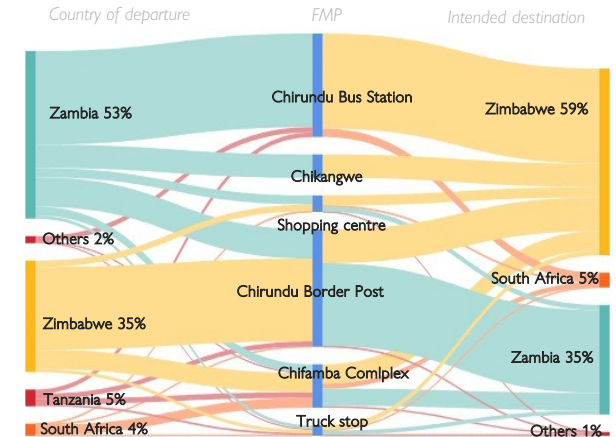 Country of departure
FMP
Intended destination
Chirundu Bus Station
Zimbabwe 59%
Zambia 53%
Chikangwe
Shopping centre
Others 2%
South Africa 5%
Chirundu Border Post
Zimbabwe 35%
Zambia 35%
Chifamba Comlplex
Tanzania 5%
Truck stop
South Africa 4%
Others 1%